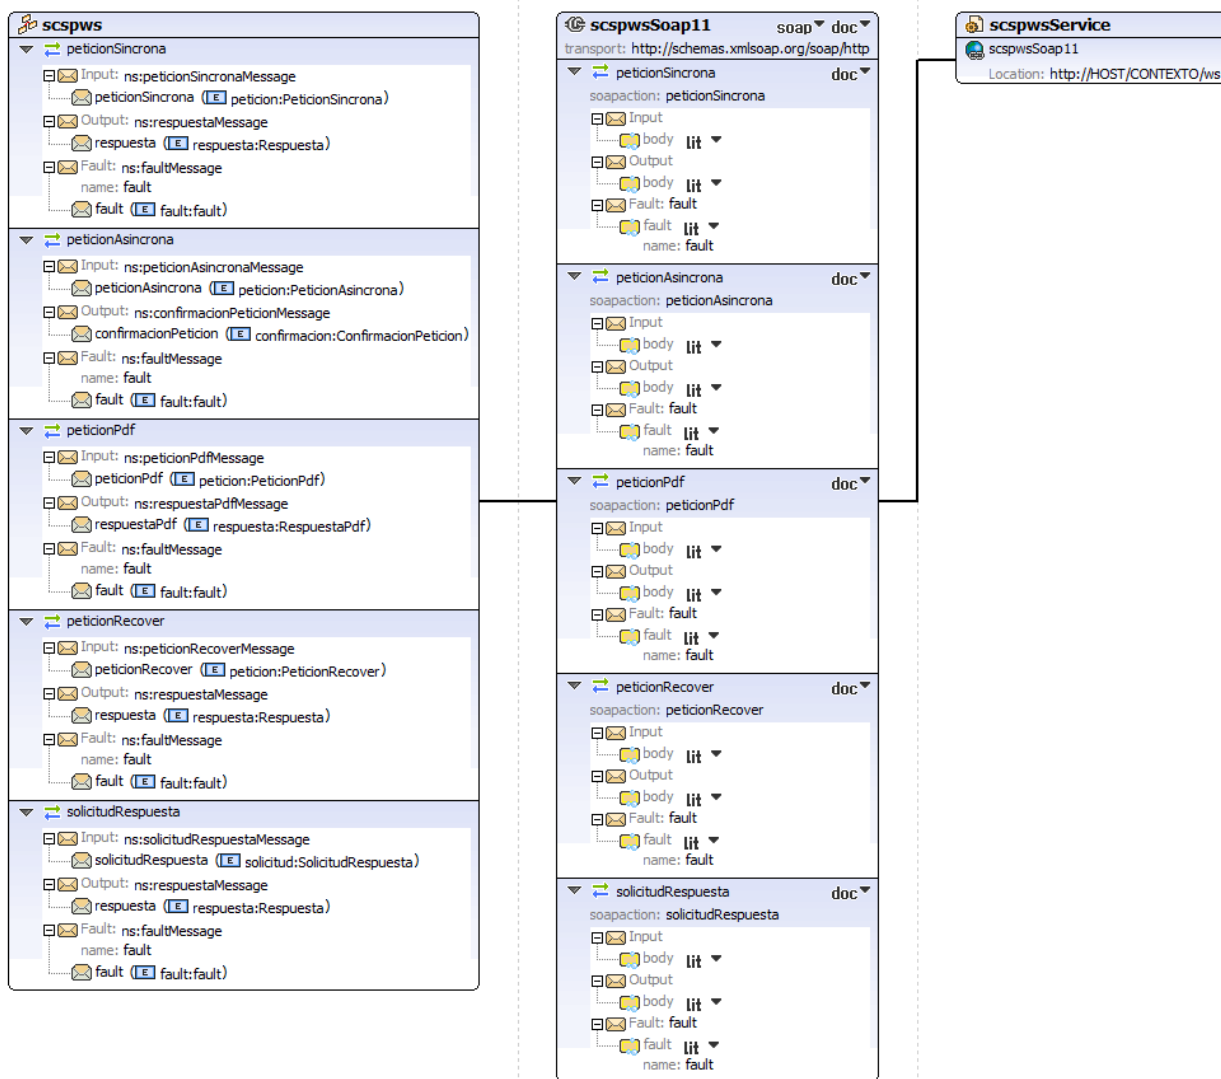 scspws
peticionSincrona
Input: ns:peticionSincronaMessage
peticionSincrona (E peticion:PeticionSincrona)
Output: ns:respuestaMessage
respuesta (E respuesta:Respuesta)
Fault: ns:faultMessage
name: fault
fault (E fault:fault)
peticionAsincrona
Input: ns:peticionAsincronaMessage
peticionAsincrona (E peticion:PeticionAsincrona)
Output: ns:confirmacionPeticionMessage
confirmacionPeticion (E confirmacion:ConfirmacionPeticion)
Fault: ns:faultMessage
name: fault
fault (E fault:fault)
peticionPdf
Input: ns:peticionPdfMessage
peticionPdf (E peticion:PeticionPdf)
Output: ns:respuestaPdfMessage
respuestaPdf (E respuesta:RespuestaPdf)
Fault: ns:faultMessage
name: fault
fault (E fault:fault)
peticionRecover
Input: ns:peticionRecoverMessage
peticionRecover (E peticion:PeticionRecover)
Output: ns:respuestaMessage
respuesta (E respuesta:Respuesta)
Fault: ns:faultMessage
name: fault
fault (E fault:fault)
solicitudRespuesta
Input: ns:solicitudRespuestaMessage
solicitudRespuesta (E solicitud:SolicitudRespuesta)
Output: ns:respuestaMessage
respuesta (E respuesta:Respuesta)
Fault: ns:faultMessage
name: fault
fault (E fault:fault)
scspwsSoap11 soap doc
transport: http://schemas.xmlsoap.org/soap/http
peticionSincrona doc
soapaction: peticionSincrona
Input
body lit
Output
body lit
Fault: fault
fault lit
name: fault
peticionAsincrona doc
soapaction: peticionAsincrona
Input
body lit
Output
body lit
Fault: fault
fault lit
name: fault
peticionPdf doc
soapaction: peticionPdf
Input
body lit
Output
body lit
Fault: fault
fault lit
name: fault
peticionRecover doc
soapaction: peticionRecover
Input
body lit
Output
body lit
Fault: fault
fault lit
name: fault
solicitudRespuesta doc
soapaction: solicitudRespuesta
Input
body lit
Output
body lit
Fault: fault
fault lit
name: fault
scspwsService
scspwsSoap11
Location: http://HOST/CONTEXTO/ws